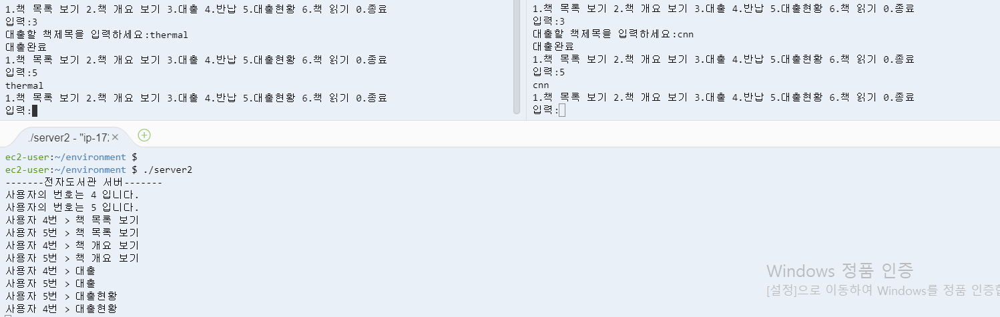 1.책 목록 보기 2.책 개요 보기 3.대출 4.반납 5.대출현황 6.책 읽기 0.종료
입력:3
대출할 책제목을 입력하세요:thermal
대출완료
1.책 목록 보기 2.책 개요 보기 3.대출 4.반납 5.대출현황 6.책 읽기 0.종료
입력:5
thermal
1.책 목록 보기 2.책 개요 보기 3.대출 4.반납 5.대출현황 6.책 읽기 0.종료
입력:
1.책 목록 보기 2.책 개요 보기 3.대출 4.반납 5.대출현황 6.책 읽기 0.종료
입력:3
대출할 책제목을 입력하세요:cnn
대출완료
1.책 목록 보기 2.책 개요 보기 3.대출 4.반납 5.대출현황 6.책 읽기 0.종료
입력:5
cnn
1.책 목록 보기 2.책 개요 보기 3.대출 4.반납 5.대출현황 6.책 읽기 0.종료
입력:
./server2 - "ip-172
ec2-user:~/environment $
ec2-user:~/environment $ ./server2
-------전자도서관 서버-------
사용자의 번호는 4 입니다.
사용자의 번호는 5 입니다.
사용자 4번 > 책 목록 보기
사용자 5번 > 책 목록 보기
사용자 4번 > 책 개요 보기
사용자 5번 > 책 개요 보기
사용자 4번 > 대출
사용자 5번 > 대출
사용자 5번 > 대출현황
사용자 4번 > 대출현황
Windows 정품 인증
[설정]으로 이동하여 Windows를 정품 인증합